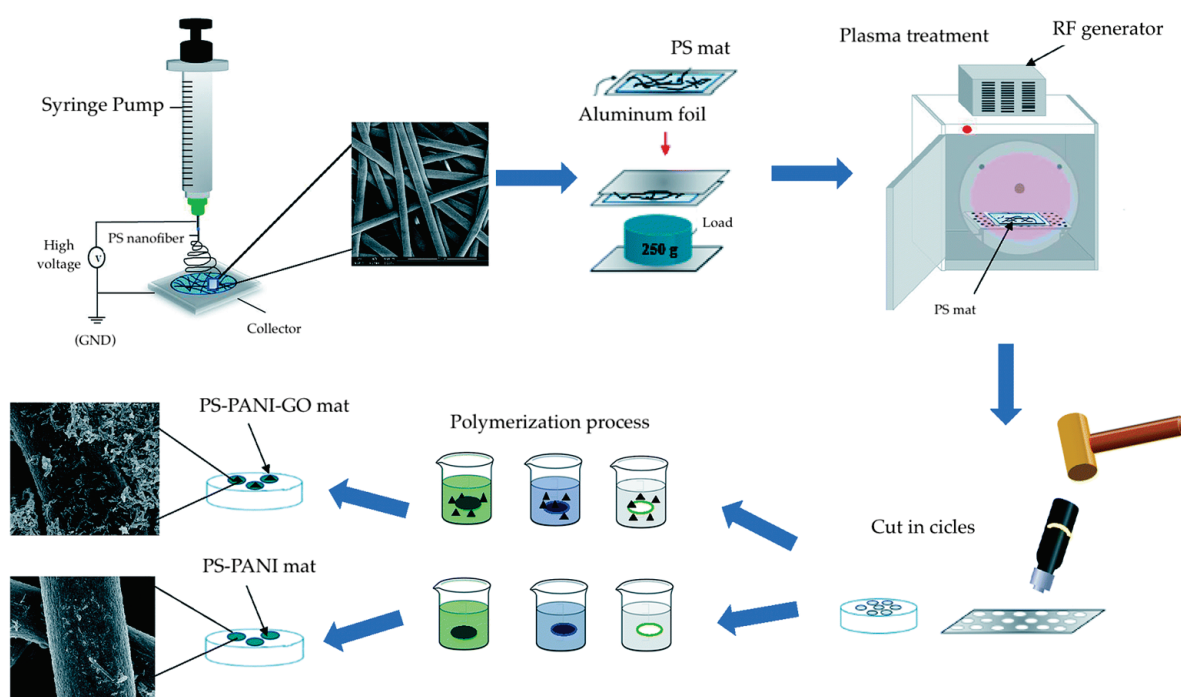 Syringe Pump
PS nanofiber
High
voltage
v
(GND)
Collector
PS mat
Aluminum foil
Load
250 g
Plasma treatment
RF generator
PS mat
Cut in cicles
Polymerization process
PS-PANI-GO mat
PS-PANI mat